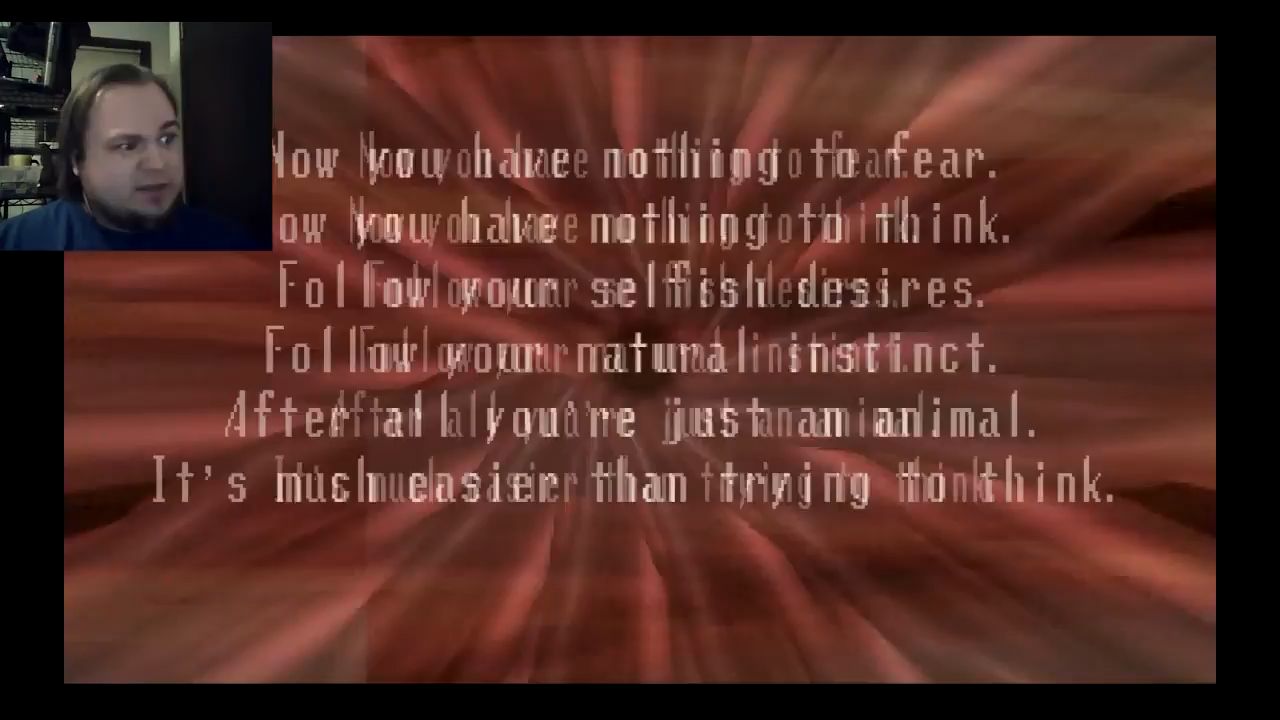 Now you have nothing to fear.
Now you have nothing to think.
Follow your selfish desires.
Follow your natural instinct.
After all you're just an animal.
It's much easier than trying to think.